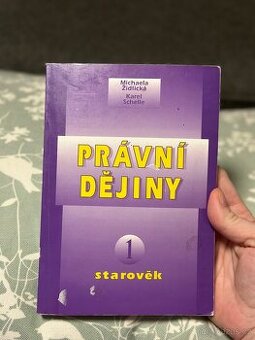 Michaela
Židlická
Karel
Schelle
PRÁVNÍ
DĚJINY
1
starověk